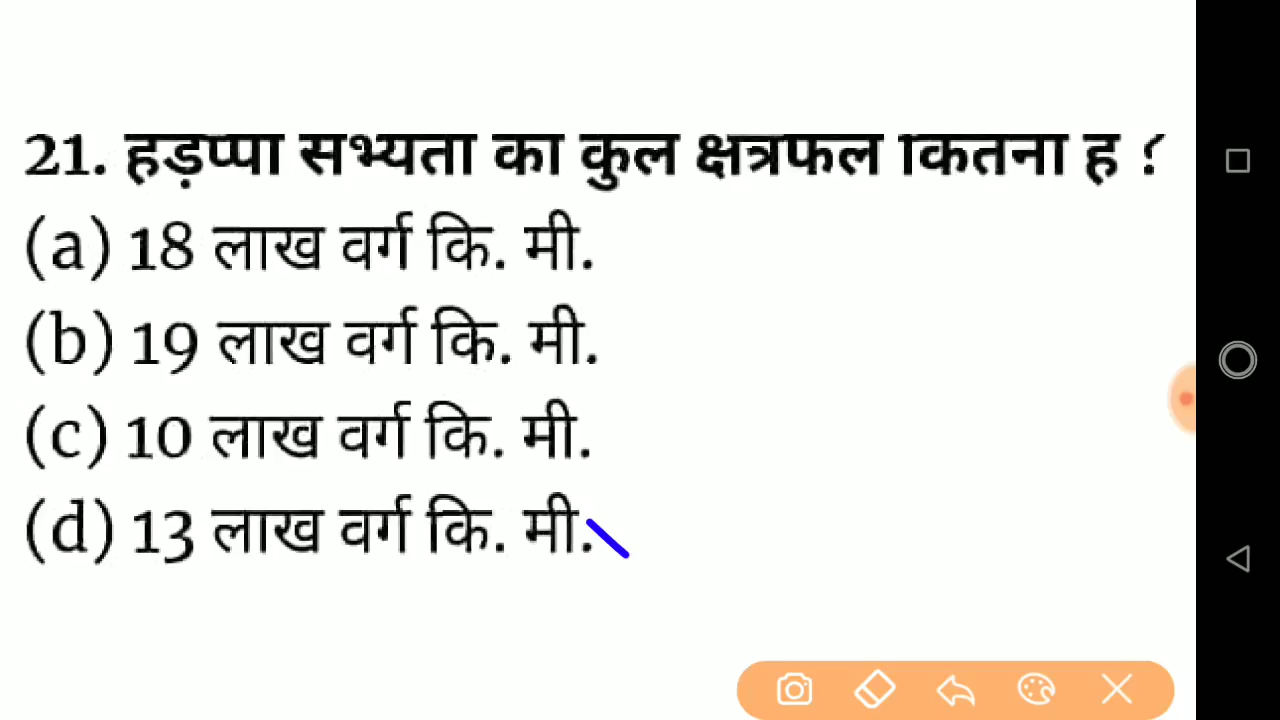 21. हड़प्पा सभ्यता का कुल क्षेत्रफल कितना है ?
(a) 18 लाख वर्ग कि. मी.
(b) 19 लाख वर्ग कि. मी.
(c) 10 लाख वर्ग कि. मी.
(d) 13 लाख वर्ग कि. मी.